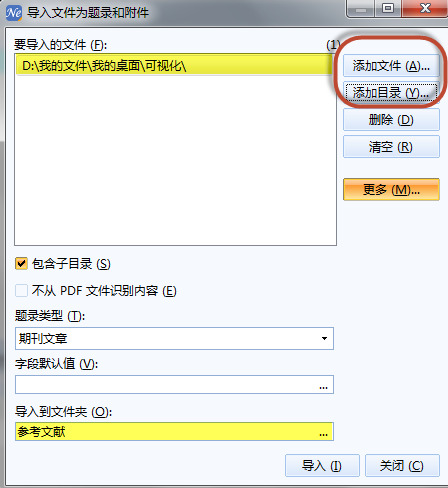 Ne 导入文件为题录和附件
要导入的文件 (F): (1)
D:\我的文件\我的桌面\可视化\
添加文件 (A)...
添加目录 (Y)...
删除 (D)
清空 (R)
更多 (M)...
包含子目录 (S)
不从 PDF 文件识别内容 (E)
题录类型 (T):
期刊文章
字段默认值 (V):
...
导入到文件夹 (O):
参考文献 ...
导入 (I) 关闭 (C)